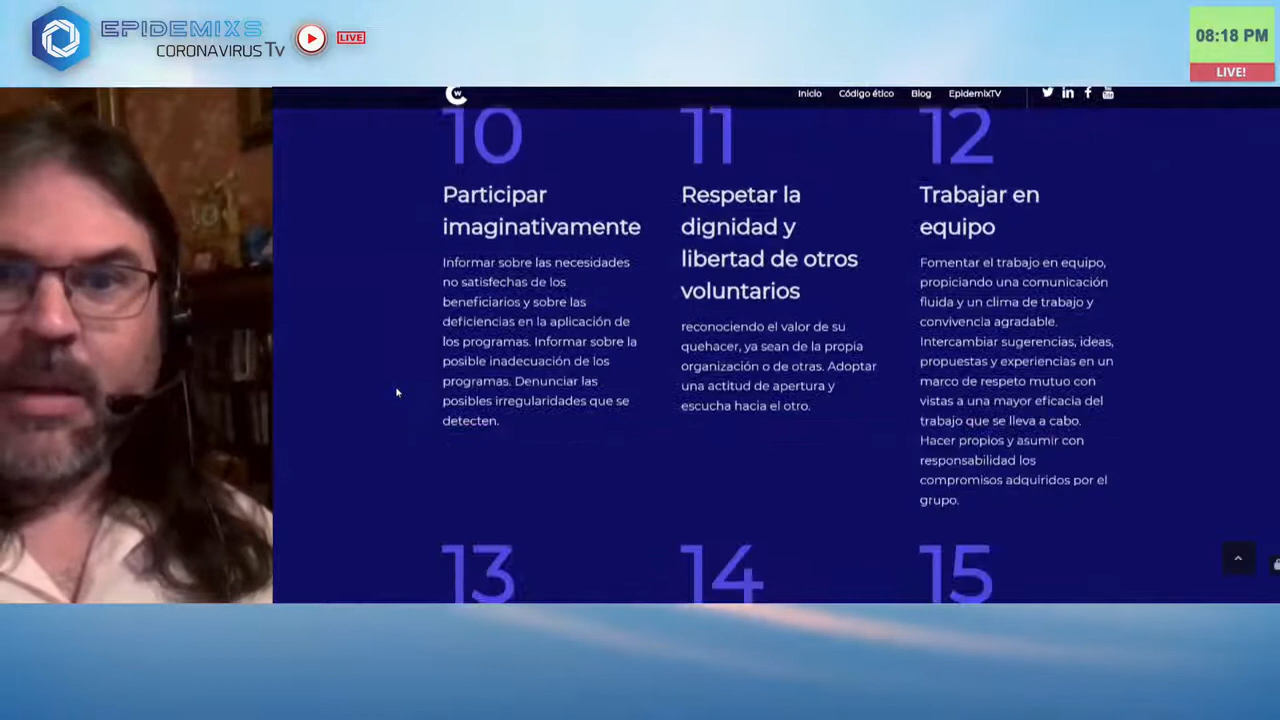 EPIDEMIXS
CORONAVIRUS Tv
LIVE
08:18 PM
LIVE!
Inicio
Código ético
Blog
EpidemixTV
10
Participar
imaginativamente
Informar sobre las necesidades
no satisfechas de los
beneficiarios y sobre las
deficiencias en la aplicación de
los programas. Informar sobre la
posible inadecuación de los
programas. Denunciar las
posibles irregularidades que se
detecten.
11
Respetar la
dignidad y
libertad de otros
voluntarios
reconociendo el valor de su
quehacer, ya sean de la propia
organización o de otras. Adoptar
una actitud de apertura y
escucha hacia el otro.
12
Trabajar en
equipo
Fomentar el trabajo en equipo,
propiciando una comunicación
fluida y un clima de trabajo y
convivencia agradable.
Intercambiar sugerencias, ideas,
propuestas y experiencias en un
marco de respeto mutuo con
vistas a una mayor eficacia del
trabajo que se lleva a cabo.
Hacer propios y asumir con
responsabilidad los
compromisos adquiridos por el
grupo.
13
14
15